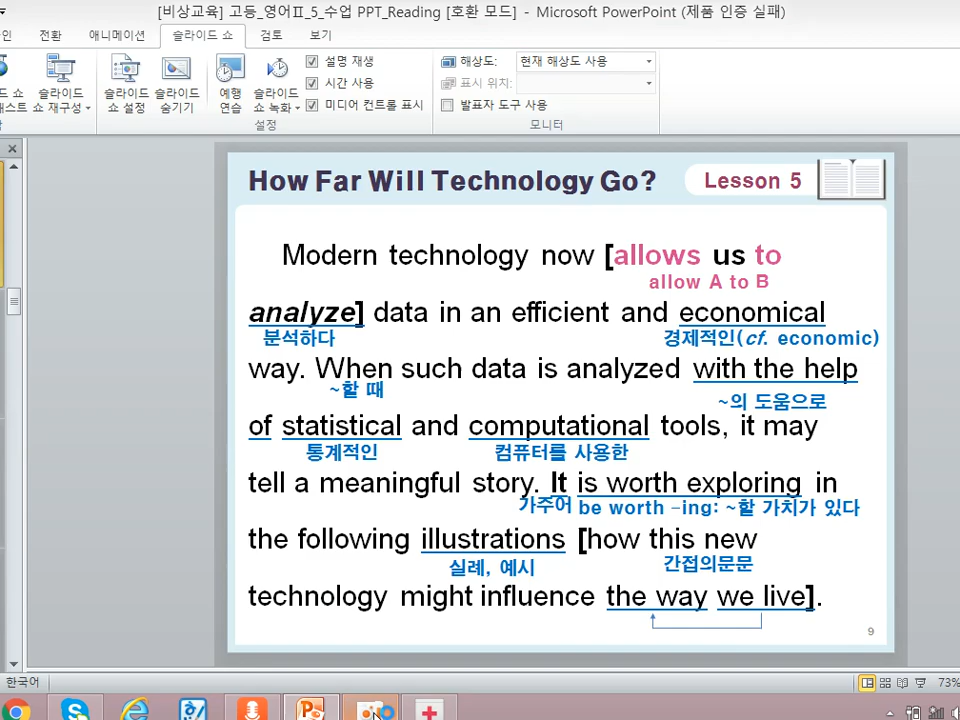 [비상교육] 고등_영어Ⅱ_5_수업 PPT_Reading [호환 모드] - Microsoft PowerPoint (제품 인증 실패)
전환 애니메이션 슬라이드 쇼 검토 보기
슬라이드 쇼 재구성
슬라이드 쇼 설정
슬라이드 숨기기
예행 연습
슬라이드 쇼 녹화
설명 재생
시간 사용
미디어 컨트롤 표시
설정
해상도: 현재 해상도 사용
표시 위치:
발표자 도구 사용
모니터
How Far Will Technology Go? Lesson 5
Modern technology now [allows us to
allow A to B
analyze] data in an efficient and economical
분석하다 경제적인(cf. economic)
way. When such data is analyzed with the help
~할 때 ~의 도움으로
of statistical and computational tools, it may
통계적인 컴퓨터를 사용한
tell a meaningful story. It is worth exploring in
가주어 be worth –ing: ~할 가치가 있다
the following illustrations [how this new
실례, 예시 간접의문문
technology might influence the way we live].
9
한국어 73%